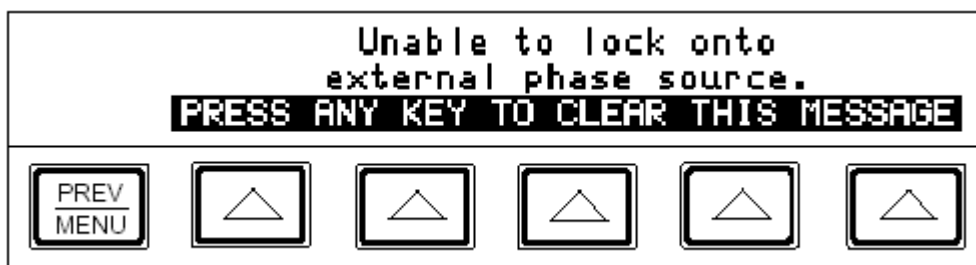 Unable to lock onto
external phase source.
PRESS ANY KEY TO CLEAR THIS MESSAGE
PREV
MENU